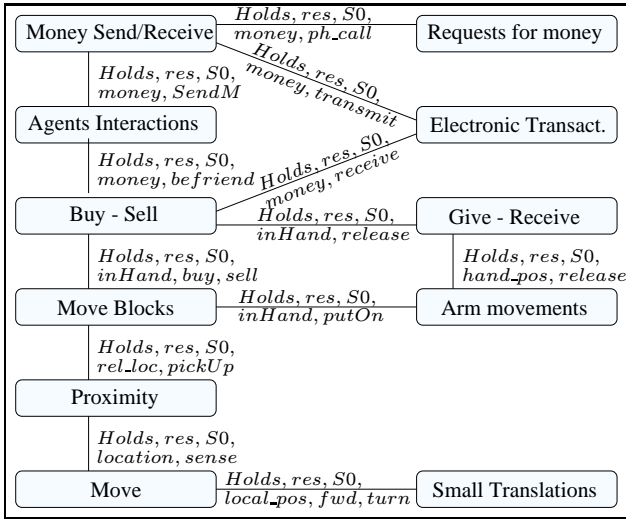 Holds, res, S0,
Money Send/Receive
money, ph_call
Requests for money
Holds, res, S0,
money, SendM
Holds, res, S0,
money, transmit
Agents Interactions
Electronic Transact.
Holds, res, S0,
money, befriend
Holds, res, S0,
money, receive
Buy - Sell
Holds, res, S0,
inHand, release
Give - Receive
Holds, res, S0,
inHand, buy, sell
Holds, res, S0,
hand_pos, release
Move Blocks
Holds, res, S0,
inHand, putOn
Arm movements
Holds, res, S0,
rel_loc, pickUp
Proximity
Holds, res, S0,
location, sense
Move
Holds, res, S0,
local_pos, fwd, turn
Small Translations